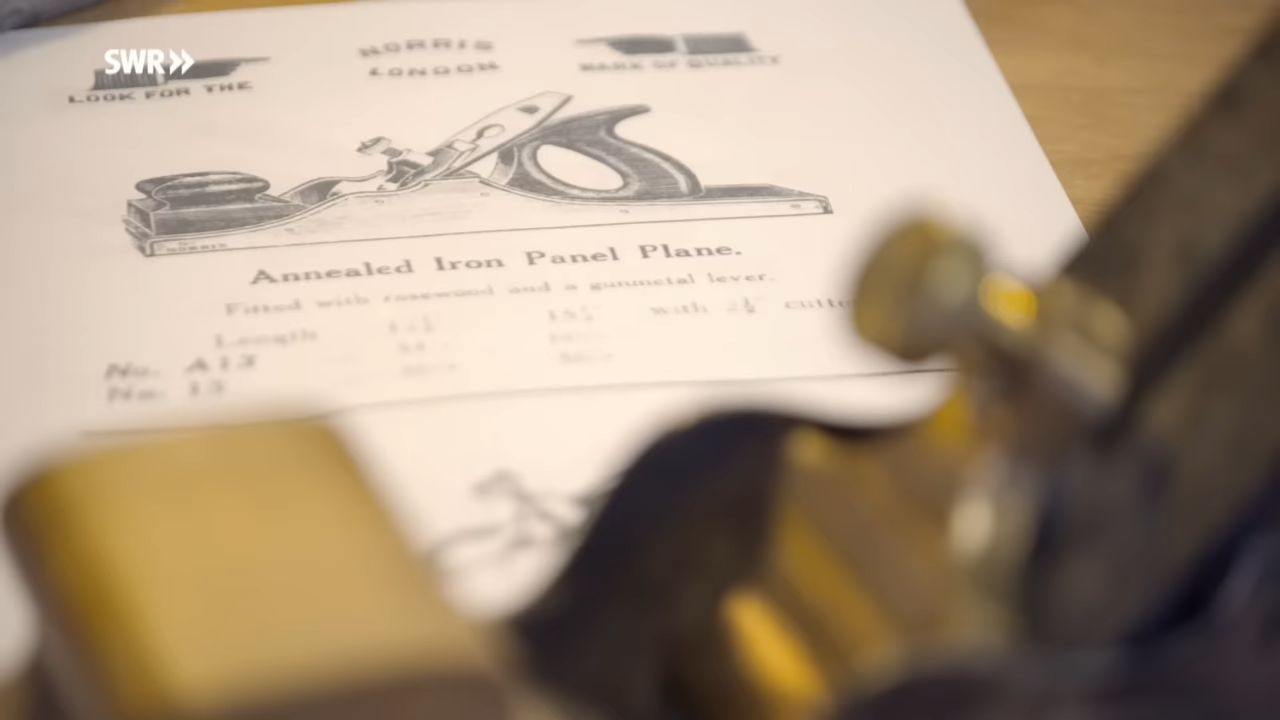 SWR»
LOOK FOR THE
NORRIS
LONDON
MARK OF QUALITY
NORRIS
Annealed Iron Panel Plane.
Fitted with rosewood and a gunmetal lever.
Length with
No. A13
No. 13